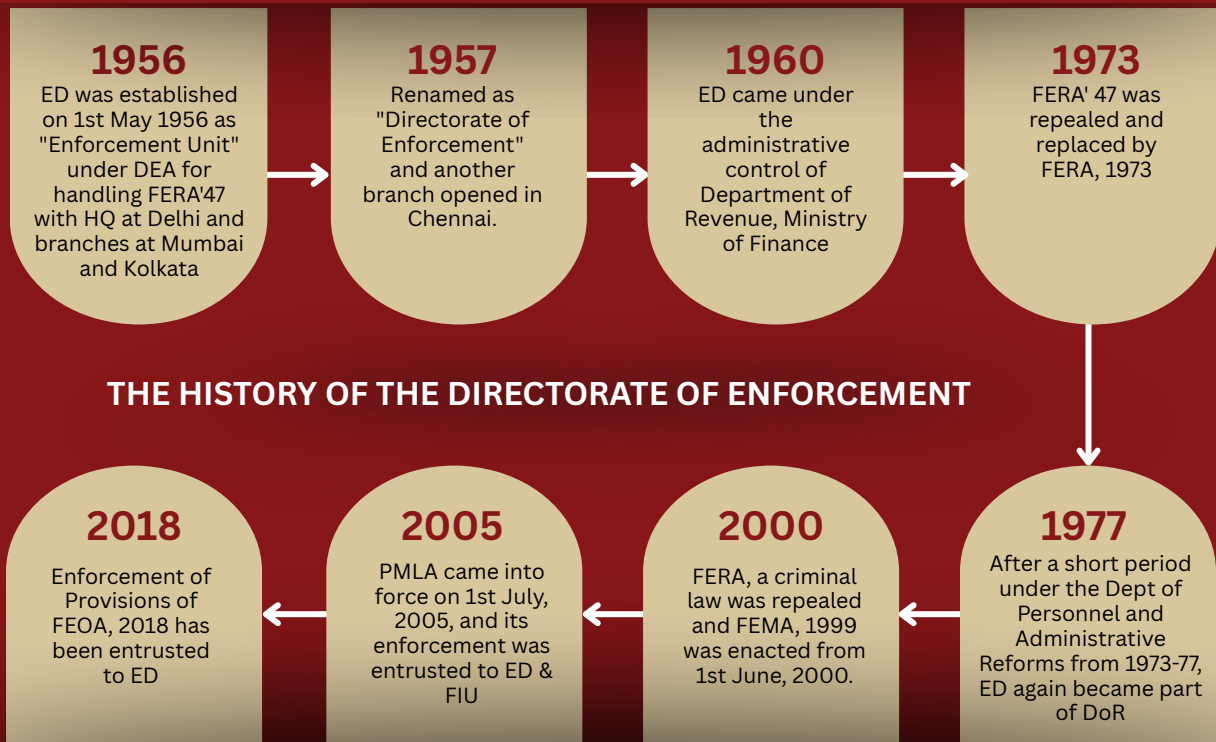 1956
ED was established
on 1st May 1956 as
"Enforcement Unit"
under DEA for
handling FERA'47
with HQ at Delhi and
branches at Mumbai
and Kolkata
1957
Renamed as
"Directorate of
Enforcement"
and another
branch opened in
Chennai.
1960
ED came under
the
administrative
control of
Department of
Revenue, Ministry
of Finance
1973
FERA' 47 was
repealed and
replaced by
FERA, 1973
THE HISTORY OF THE DIRECTORATE OF ENFORCEMENT
1977
After a short period
under the Dept of
Personnel and
Administrative
Reforms from 1973-77,
ED again became part
of DoR
2000
FERA, a criminal
law was repealed
and FEMA, 1999
was enacted from
1st June, 2000.
2005
PMLA came into
force on 1st July,
2005, and its
enforcement was
entrusted to ED &
FIU
2018
Enforcement of
Provisions of
FEOA, 2018 has
been entrusted
to ED